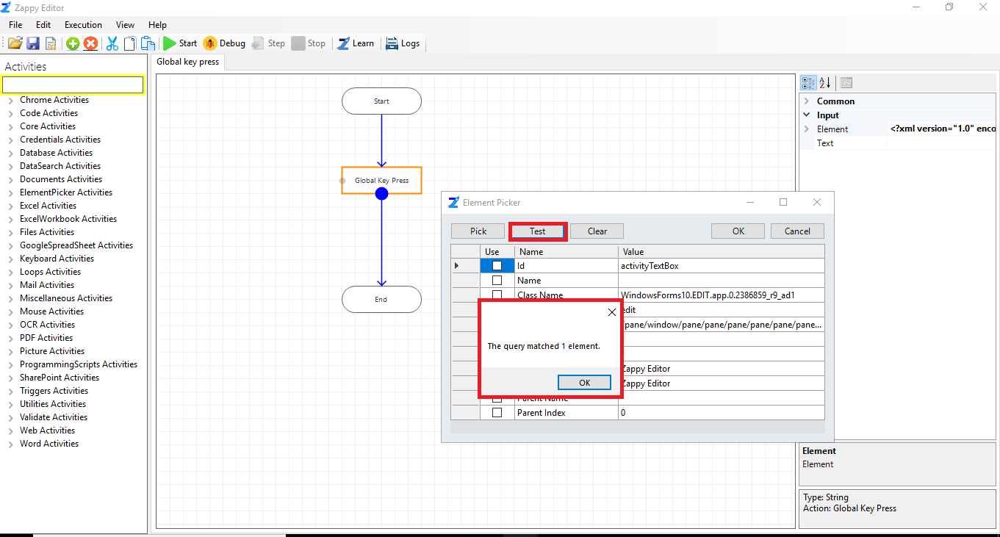 Zappy Editor
File Edit Execution View Help
Start Debug Step Stop Learn Logs
Activities
Global key press
Chrome Activities
Code Activities
Core Activities
Credentials Activities
Database Activities
DataSearch Activities
Documents Activities
ElementPicker Activities
Excel Activities
ExcelWorkbook Activities
Files Activities
GoogleSpreadSheet Activities
Keyboard Activities
Loops Activities
Mail Activities
Miscellaneous Activities
Mouse Activities
OCR Activities
PDF Activities
Picture Activities
ProgrammingScripts Activities
SharePoint Activities
Triggers Activities
Utilities Activities
Validate Activities
Web Activities
Word Activities
Start
Global Key Press
End
Common
Input
Element <?xml version="1.0" enco
Text
Element Picker
Pick Test Clear OK Cancel
Use Name Value
Id activityTextBox
Name
Class Name WindowsForms10.EDIT.app.0.2386859_r9_ad1
edit
/pane/window/pane/pane/pane/pane/pane/pane...
Zappy Editor
Zappy Editor
Parent Name
Parent Index 0
The query matched 1 element.
OK
Element
Element
Type: String
Action: Global Key Press